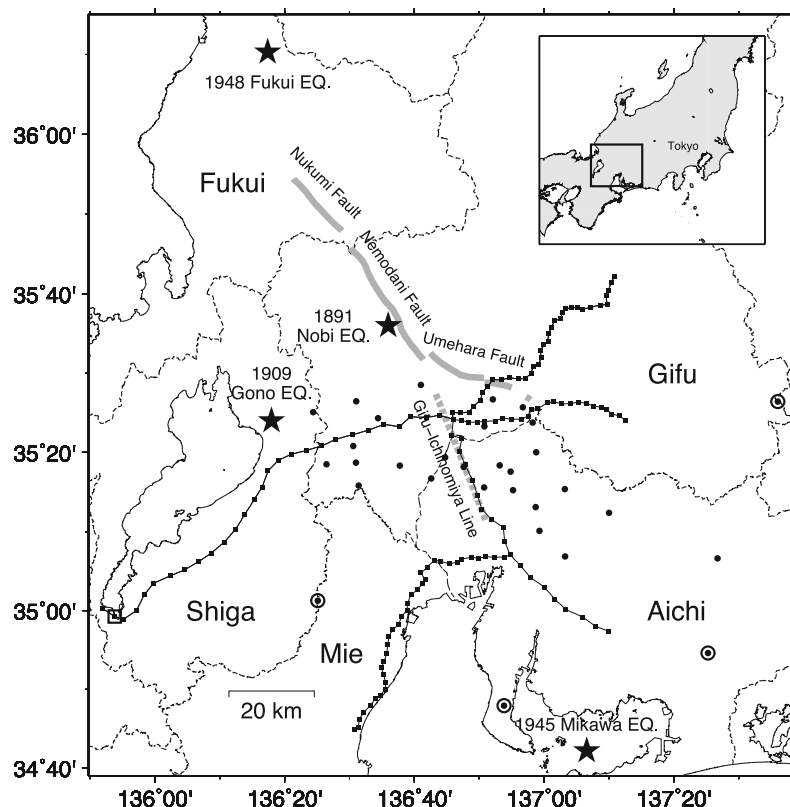 1948 Fukui EQ.
Tokyo
36°00'
Fukui
Nukumi Fault
Nemodani Fault
35°40'
1891
Nobi EQ.
Umehara Fault
1909
Gono EQ.
Gifu
35°20'
Gifu-Ichinomiya Line
35°00'
Shiga
Aichi
Mie
20 km
1945 Mikawa EQ.
34°40'
136°00'
136°20'
136°40'
137°00'
137°20'